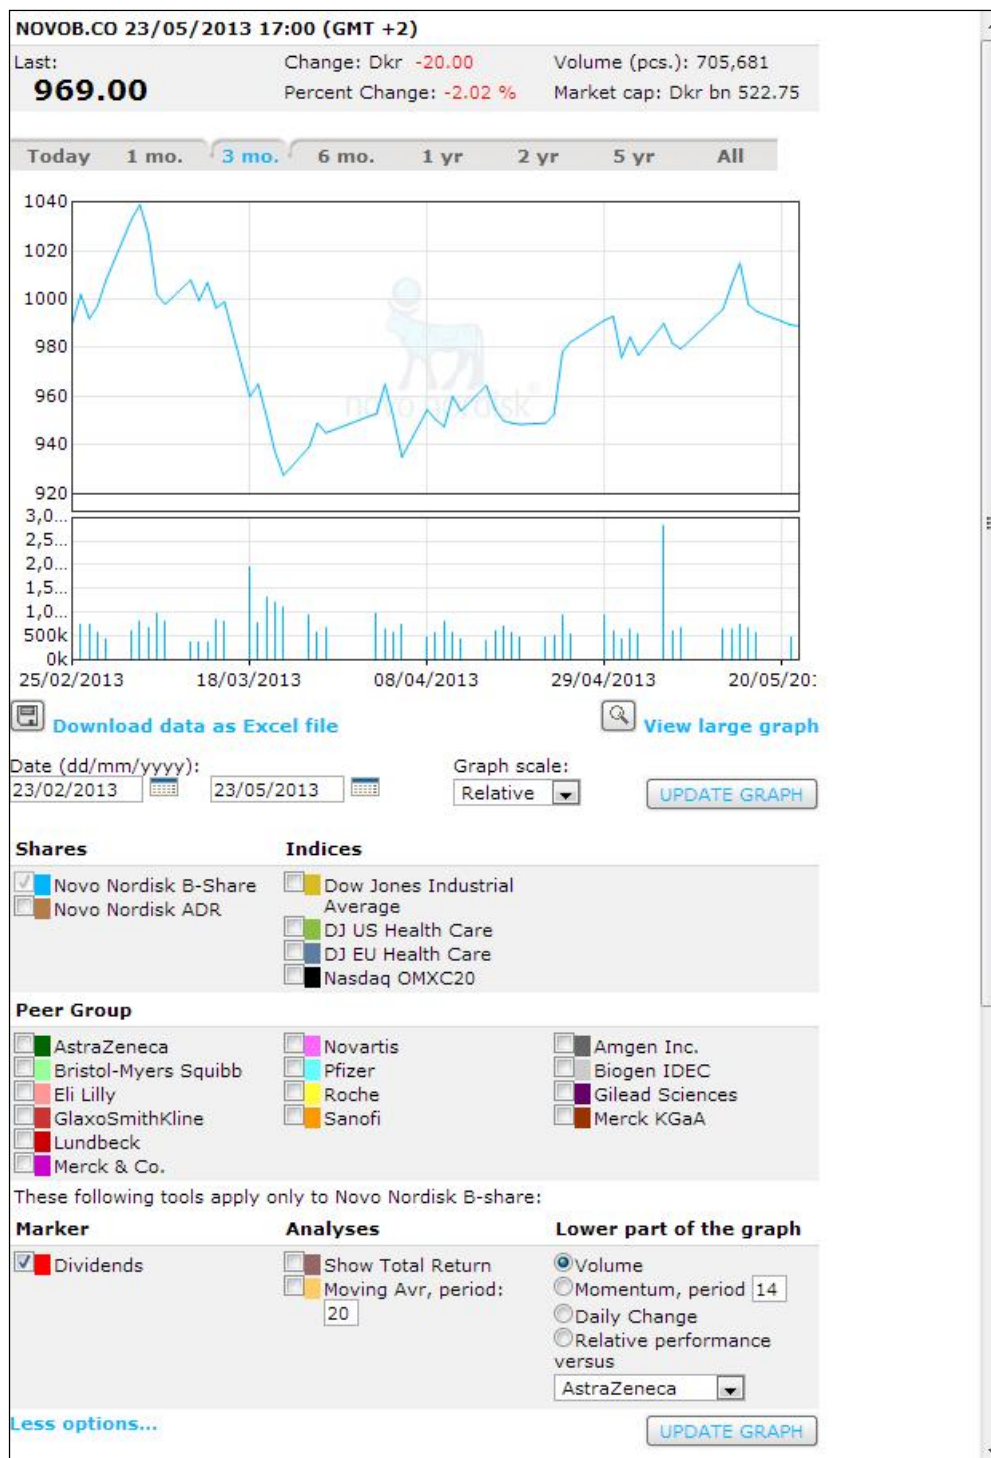 NOVOB.CO 23/05/2013 17:00 (GMT +2)
Last: Change: Dkr -20.00 Volume (pcs.): 705,681
969.00 Percent Change: -2.02 % Market cap: Dkr bn 522.75
Today 1 mo. 3 mo. 6 mo. 1 yr 2 yr 5 yr All
1040
1020
1000
980
960
novo nordisk®
940
920
3,0...
2,5...
2,0...
1,5...
1,0...
500k
0k
25/02/2013 18/03/2013 08/04/2013 29/04/2013 20/05/20:
Download data as Excel file View large graph
Date (dd/mm/yyyy): Graph scale:
23/02/2013 23/05/2013 Relative UPDATE GRAPH
Shares Indices
Novo Nordisk B-Share Dow Jones Industrial
Novo Nordisk ADR Average
DJ US Health Care
DJ EU Health Care
Nasdaq OMXC20
Peer Group
AstraZeneca Novartis Amgen Inc.
Bristol-Myers Squibb Pfizer Biogen IDEC
Eli Lilly Roche Gilead Sciences
GlaxoSmithKline Sanofi Merck KGaA
Lundbeck
Merck & Co.
These following tools apply only to Novo Nordisk B-share:
Marker Analyses Lower part of the graph
Dividends Show Total Return Volume
Moving Avr, period: Momentum, period 14
20 Daily Change
Relative performance
versus
AstraZeneca
Less options... UPDATE GRAPH